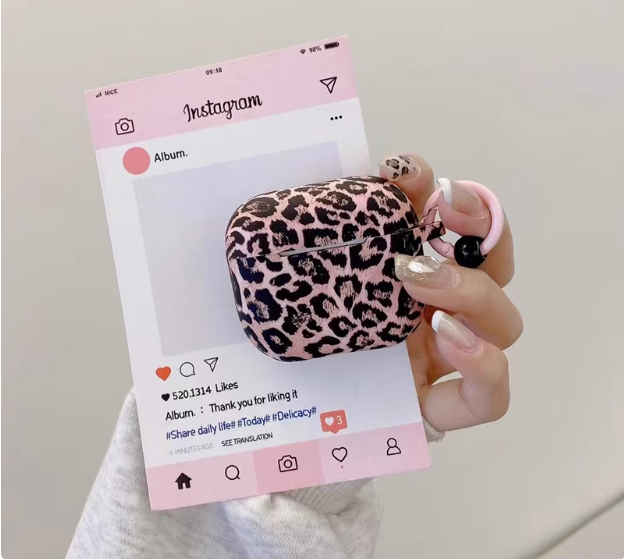 NICE 09:18 98%
Instagram
Album.
520.1314 Likes
Album. : Thank you for liking it
#Share daily life# #Today# #Delicacy#
3
MINUTES AGO SEE TRANSLATION